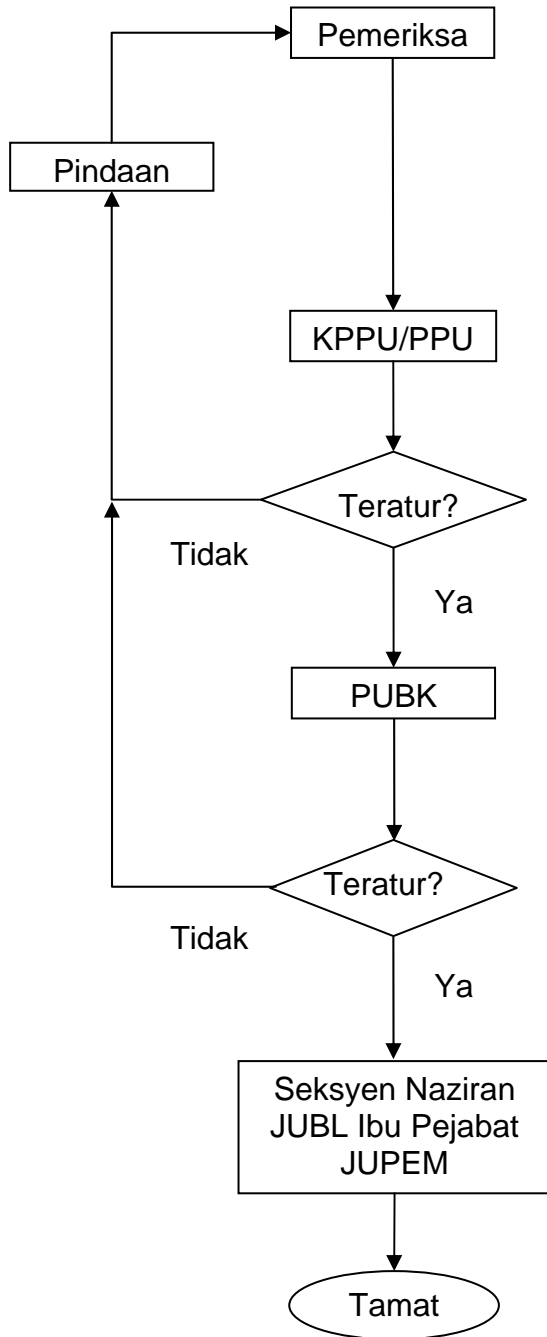 Pemeriksa
Pindaan
KPPU/PPU
Teratur?
Tidak
Ya
PUBK
Teratur?
Tidak
Ya
Seksyen Naziran
JUBL Ibu Pejabat
JUPEM
Tamat